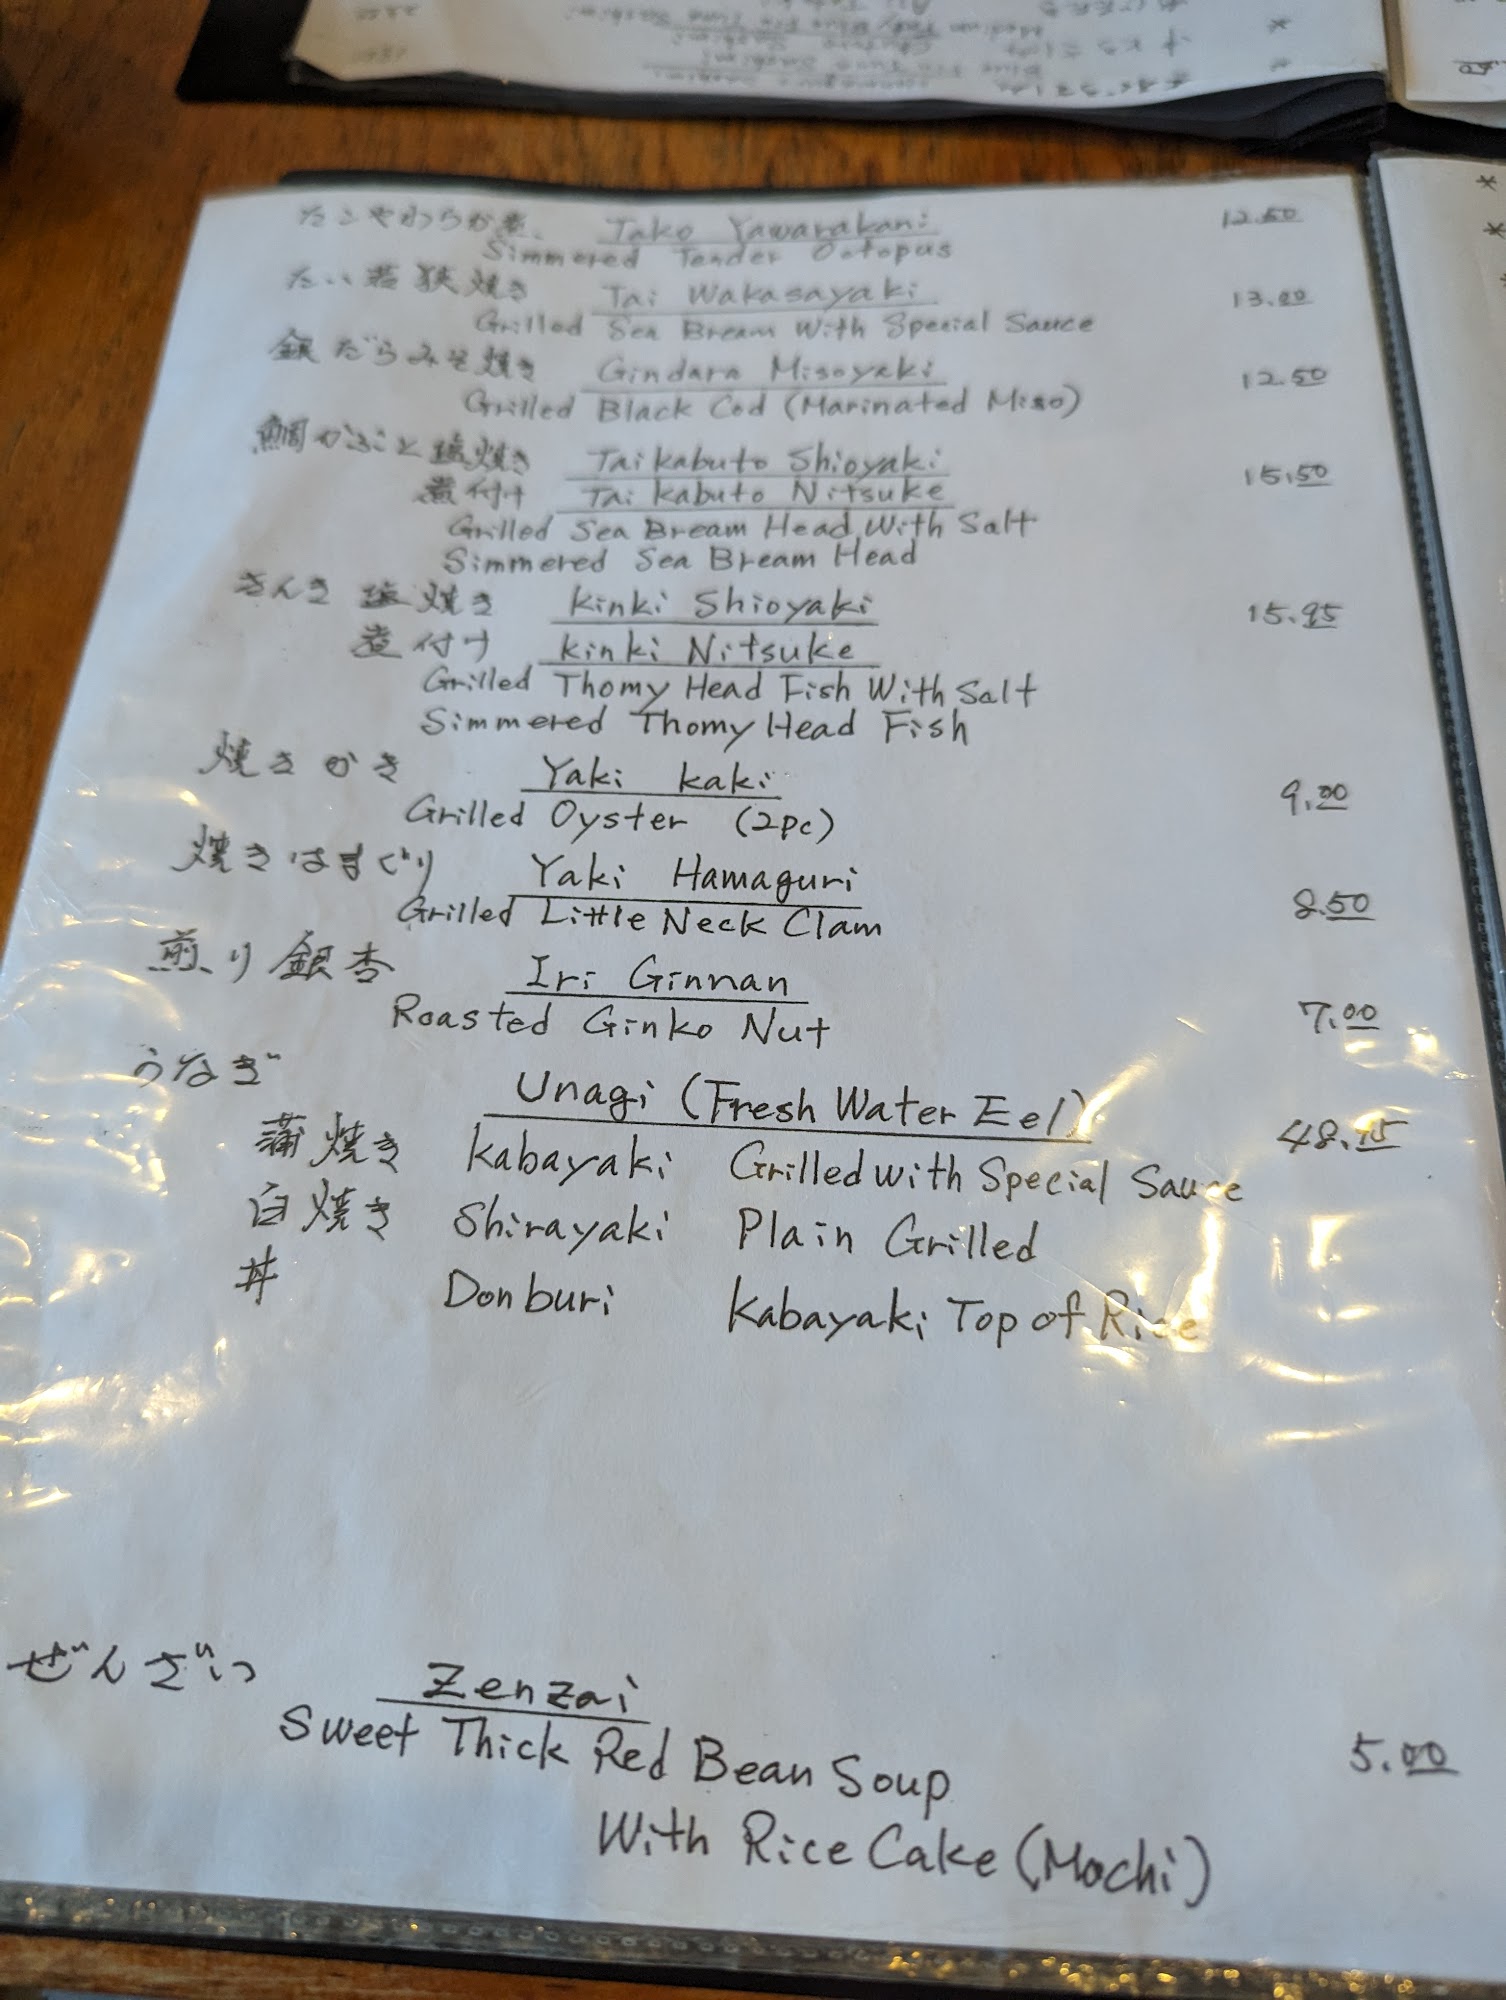 たこやわらか煮 Tako Yawarakani 12.50
Simmered Tender Octopus
たい若狭焼き Tai Wakasayaki 13.00
Grilled Sea Bream With Special Sauce
銀だらみそ焼き Gindara Misoyaki 12.50
Grilled Black Cod (Marinated Miso)
鯛かぶと塩焼き Tai kabuto Shioyaki 15.50
煮付け Tai kabuto Nitsuke
Grilled Sea Bream Head With Salt
Simmered Sea Bream Head
きんき 塩焼き kinki Shioyaki 15.95
煮付け kinki Nitsuke
Grilled Thomy Head Fish With Salt
Simmered Thomy Head Fish
焼きかき Yaki kaki 9.00
Grilled Oyster (2pc)
焼きはまぐり Yaki Hamaguri 8.50
Grilled Little Neck Clam
煎り銀杏 Iri Ginnan 7.00
Roasted Ginko Nut
うなぎ Unagi (Fresh Water Eel) 48.95
蒲焼き kabayaki Grilled with Special Sauce
白焼き Shirayaki Plain Grilled
丼 Donburi kabayaki Top of Rice
ぜんざい Zenzai
Sweet Thick Red Bean Soup 5.00
With Rice Cake (Mochi)